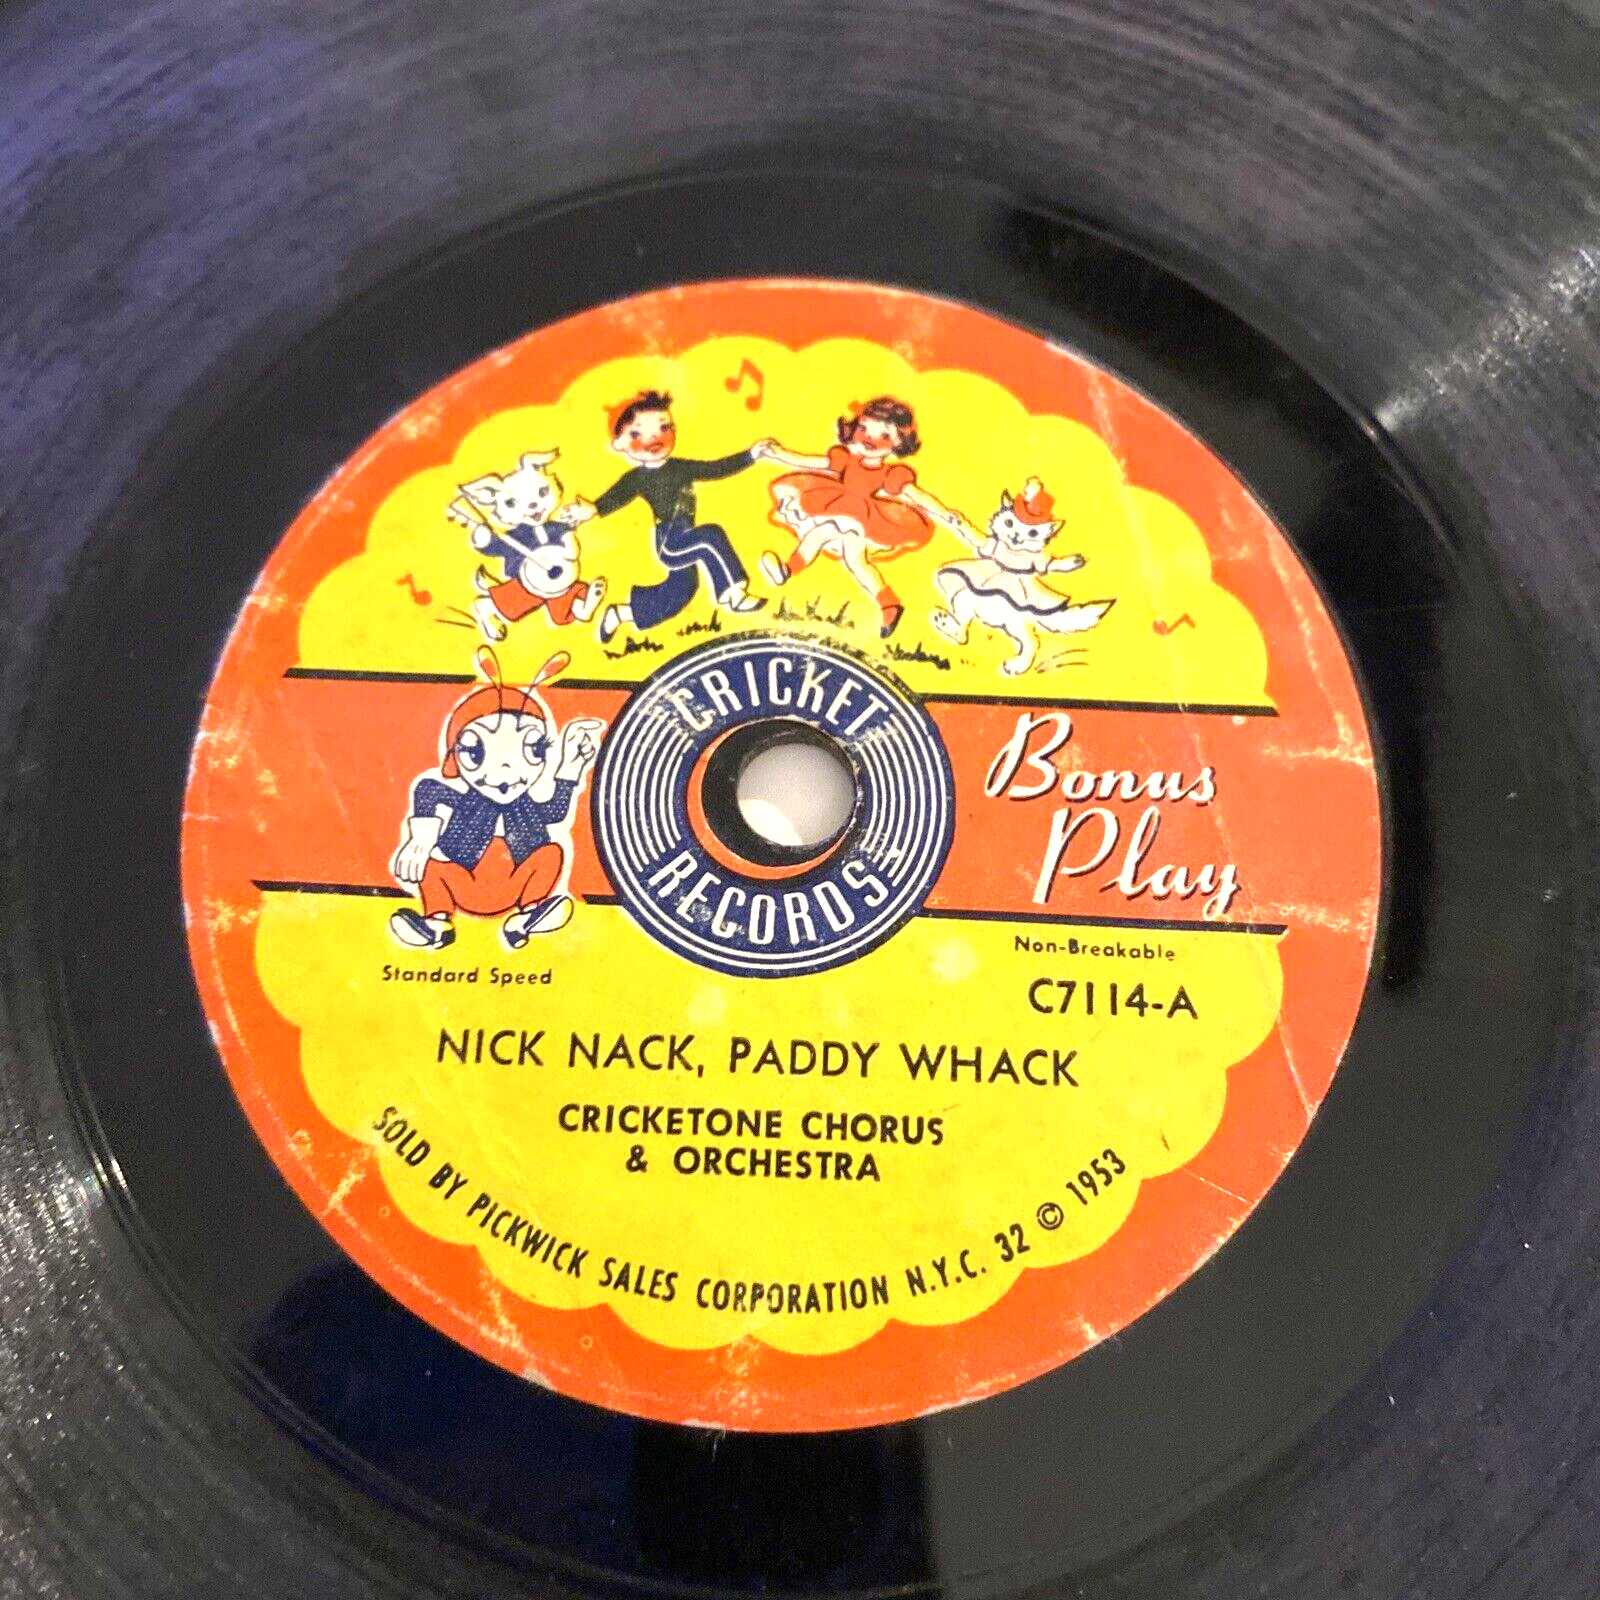 CRICKET
RECORDS
Bonus
Play
Non-Breakable
Standard Speed
C7114-A
NICK NACK, PADDY WHACK
CRICKETONE CHORUS
& ORCHESTRA
SOLD BY PICKWICK SALES CORPORATION N.Y.C. 32 © 1953